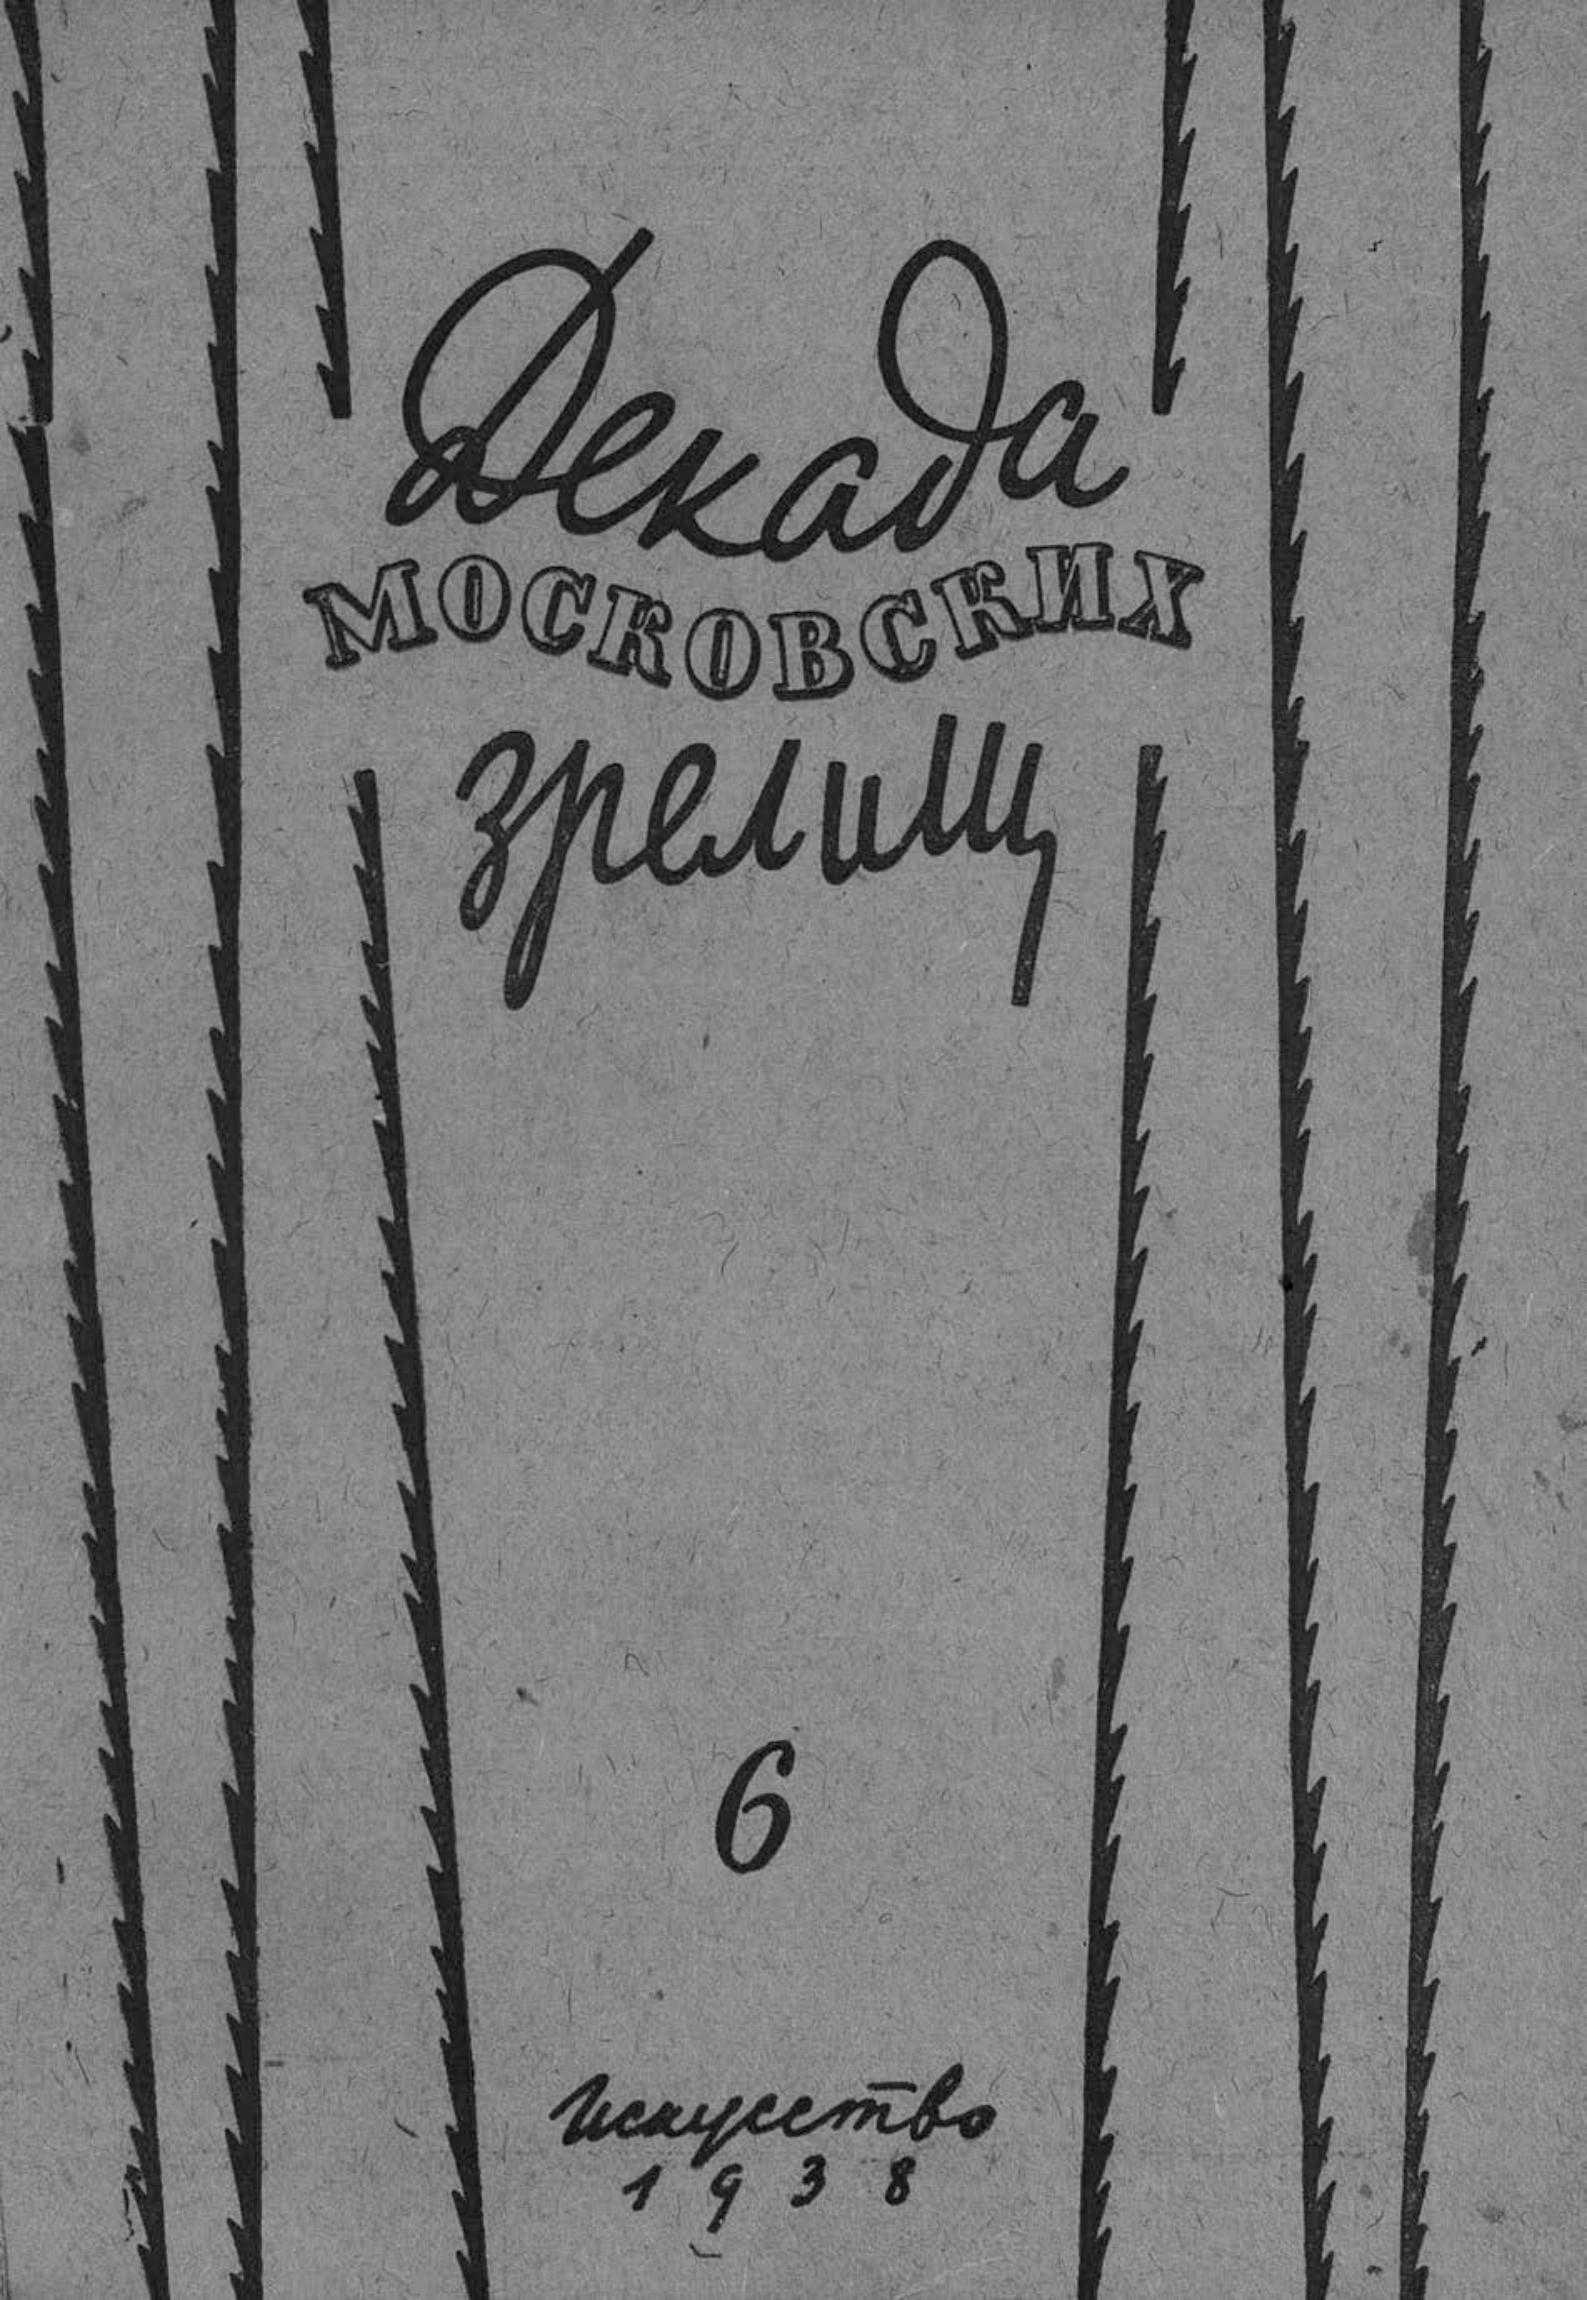 Декада
МОСКОВСКИХ
зрелищ
6
Искусство
1938